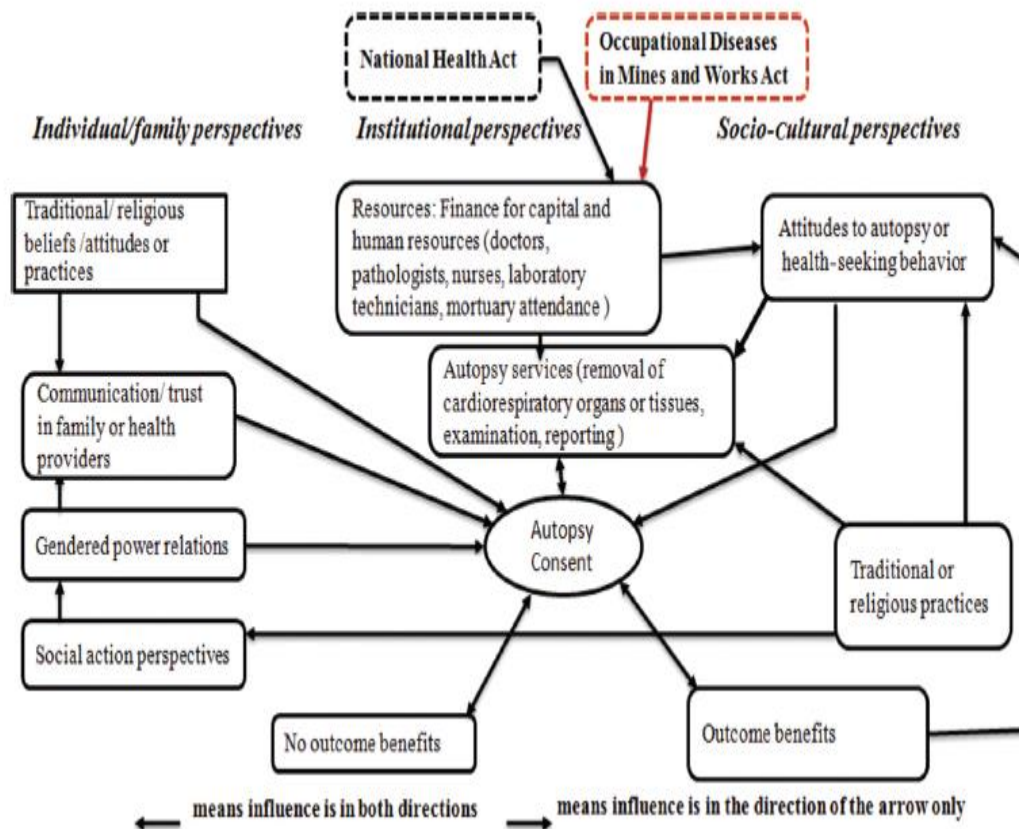 National Health Act
Occupational Diseases
in Mines and Works Act
Individual/family perspectives
Institutional perspectives
Socio-Cultural perspectives
Traditional/ religious
beliefs /attitudes or
practices
Resources: Finance for capital and
human resources (doctors,
pathologists, nurses, laboratory
technicians, mortuary attendance )
Attitudes to autopsy or
health-seeking behavior
Communication/ trust
in family or health
providers
Autopsy services (removal of
cardiorespiratory organs or tissues,
examination, reporting )
Gendered power relations
Autopsy
Consent
Traditional or
religious practices
Social action perspectives
No outcome benefits
Outcome benefits
means influence is in both directions
means influence is in the direction of the arrow only